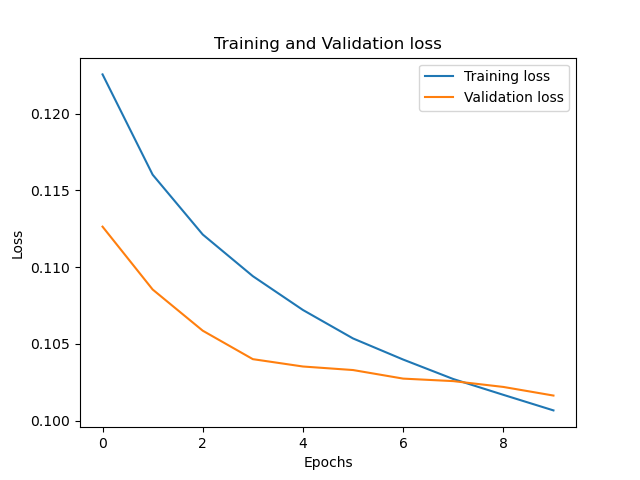 Training and Validation loss
Training loss
Validation loss
0.120
0.115
0.110
0.105
0.100
Loss
0 2 4 6 8
Epochs